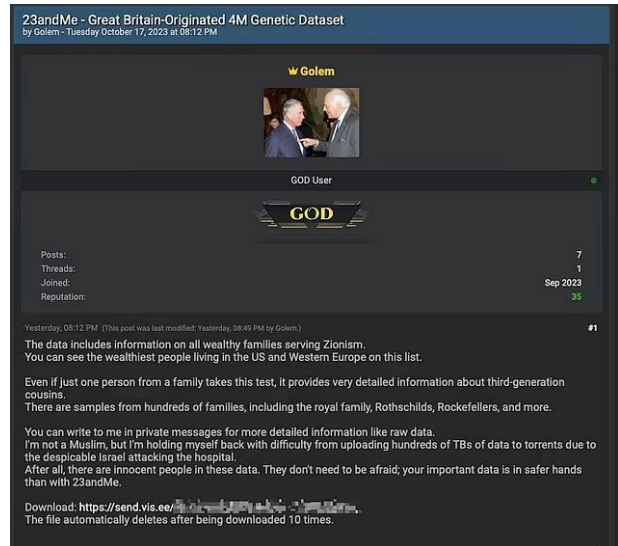 23andMe - Great Britain-Originated 4M Genetic Dataset
by Golem - Tuesday October 17, 2023 at 08:12 PM
Golem
GOD User
GOD
Posts: 7
Threads: 1
Joined: Sep 2023
Reputation: 35
Yesterday, 08:12 PM (This post was last modified: Yesterday, 08:49 PM by Golem.) #1
The data includes information on all wealthy families serving Zionism.
You can see the wealthiest people living in the US and Western Europe on this list.
Even if just one person from a family takes this test, it provides very detailed information about third-generation
cousins.
There are samples from hundreds of families, including the royal family, Rothschilds, Rockefellers, and more.
You can write to me in private messages for more detailed information like raw data.
I'm not a Muslim, but I'm holding myself back with difficulty from uploading hundreds of TBs of data to torrents due to
the despicable Israel attacking the hospital.
After all, there are innocent people in these data. They don't need to be afraid; your important data is in safer hands
than with 23andMe.
Download: https://send.vis.ee/
The file automatically deletes after being downloaded 10 times.